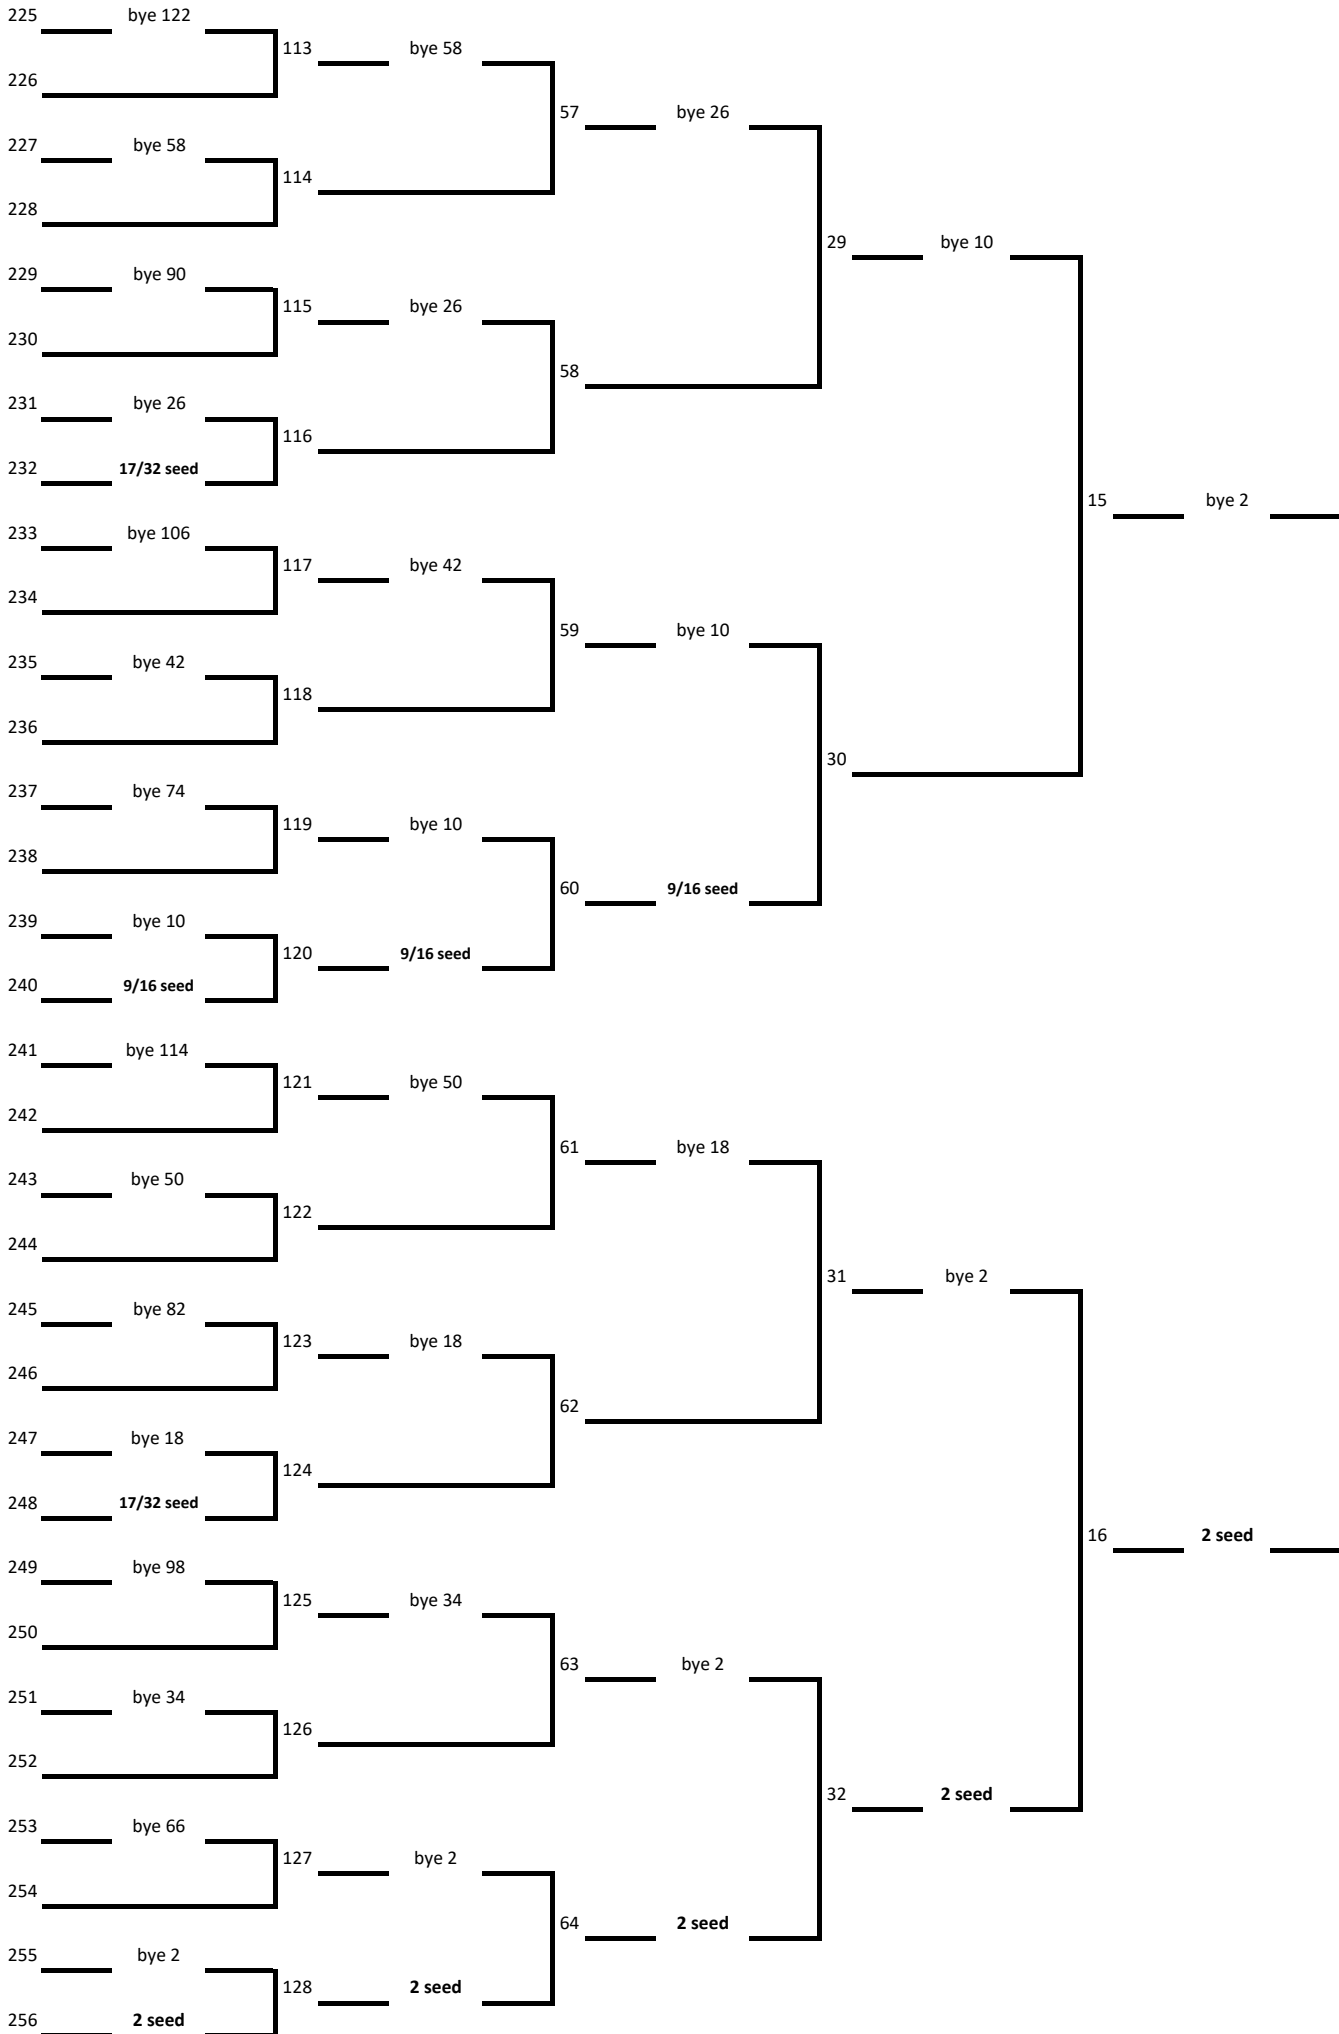 225 bye 122
113 bye 58
226
57 bye 26
227 bye 58
114
228
29 bye 10
229 bye 90
115 bye 26
230
58
231 bye 26
116
232 17/32 seed
15 bye 2
233 bye 106
117 bye 42
234
59 bye 10
235 bye 42
118
236
30
237 bye 74
119 bye 10
238
60 9/16 seed
239 bye 10
120 9/16 seed
240 9/16 seed
241 bye 114
121 bye 50
242
61 bye 18
243 bye 50
122
244
31 bye 2
245 bye 82
123 bye 18
246
62
247 bye 18
124
248 17/32 seed
16 2 seed
249 bye 98
125 bye 34
250
63 bye 2
251 bye 34
126
252
32 2 seed
253 bye 66
127 bye 2
254
64 2 seed
255 bye 2
128 2 seed
256 2 seed